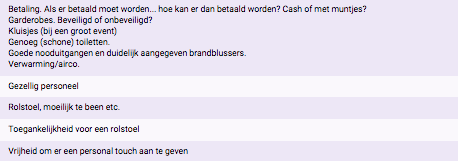 Betaling. Als er betaald moet worden... hoe kan er dan betaald worden? Cash of met muntjes?
Garderobes. Beveiligd of onbeveiligd?
Kluisjes (bij een groot event)
Genoeg (schone) toiletten.
Goede nooduitgangen en duidelijk aangegeven brandblussers.
Verwarming/airco.
Gezellig personeel
Rolstoel, moeilijk te been etc.
Toegankelijkheid voor een rolstoel
Vrijheid om er een personal touch aan te geven